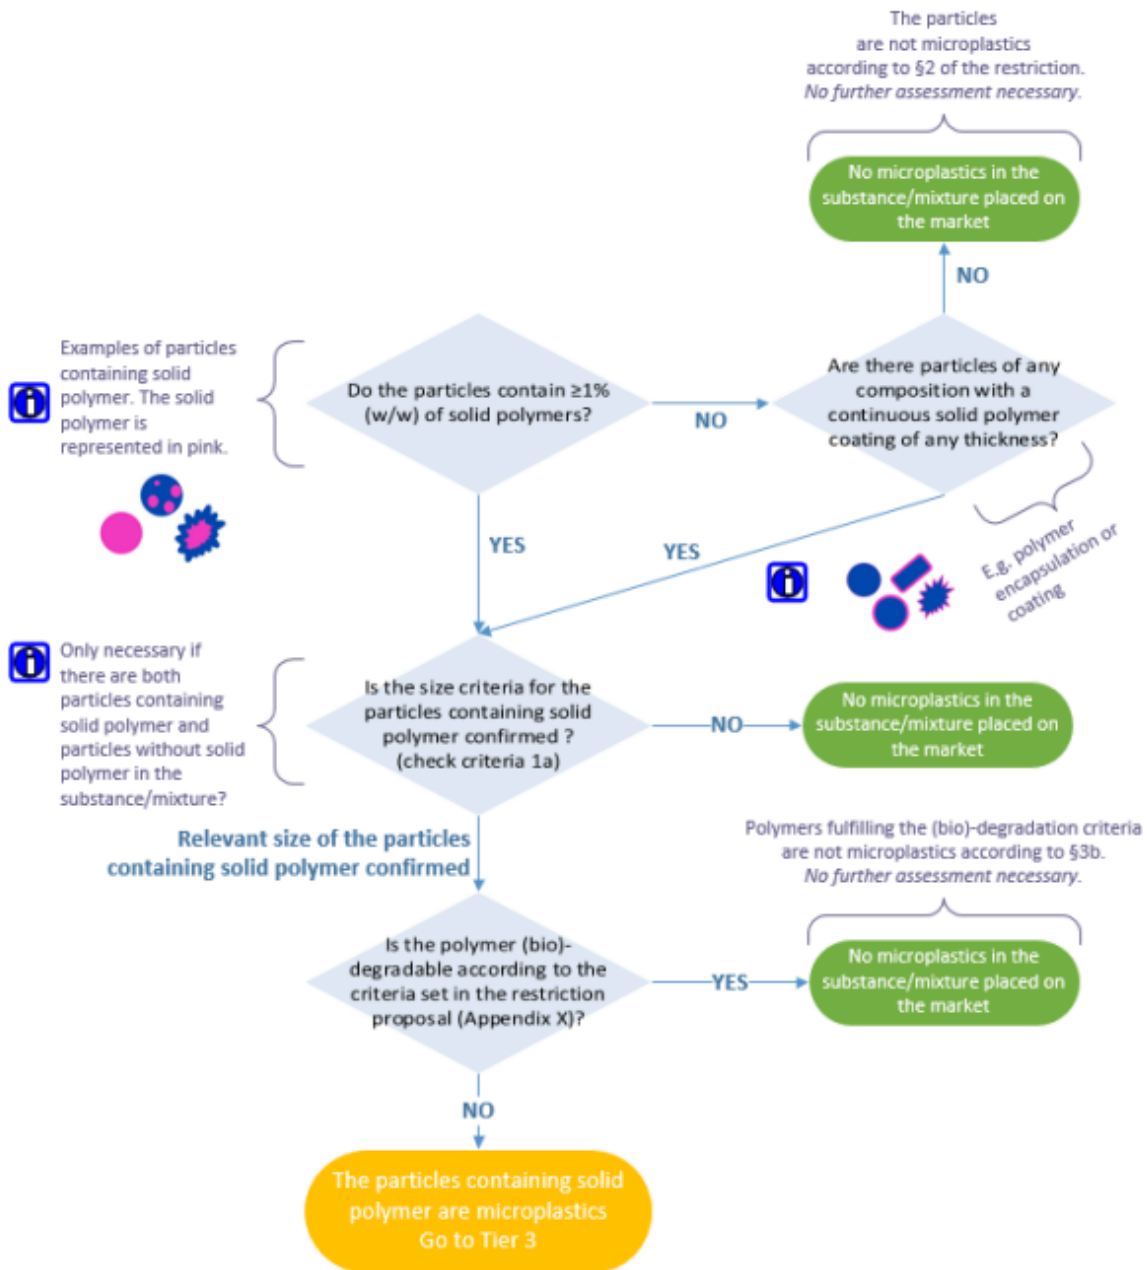 The particles
are not microplastics
according to §2 of the restriction.
No further assessment necessary.
No microplastics in the
substance/mixture placed on
the market
NO
Examples of particles
containing solid
polymer. The solid
polymer is
represented in pink.
Do the particles contain ≥1%
(w/w) of solid polymers?
NO
Are there particles of any
composition with a
continuous solid polymer
coating of any thickness?
YES
YES
E.g. polymer
encapsulation or
coating
Only necessary if
there are both
particles containing
solid polymer and
particles without solid
polymer in the
substance/mixture?
Is the size criteria for the
particles containing solid
polymer confirmed ?
(check criteria 1a)
NO
No microplastics in the
substance/mixture placed on
the market
Relevant size of the particles
containing solid polymer confirmed
Polymers fulfilling the (bio)-degradation criteria
are not microplastics according to §3b.
No further assessment necessary.
Is the polymer (bio)-
degradable according to the
criteria set in the restriction
proposal (Appendix X)?
YES
No microplastics in the
substance/mixture placed on
the market
NO
The particles containing solid
polymer are microplastics
Go to Tier 3